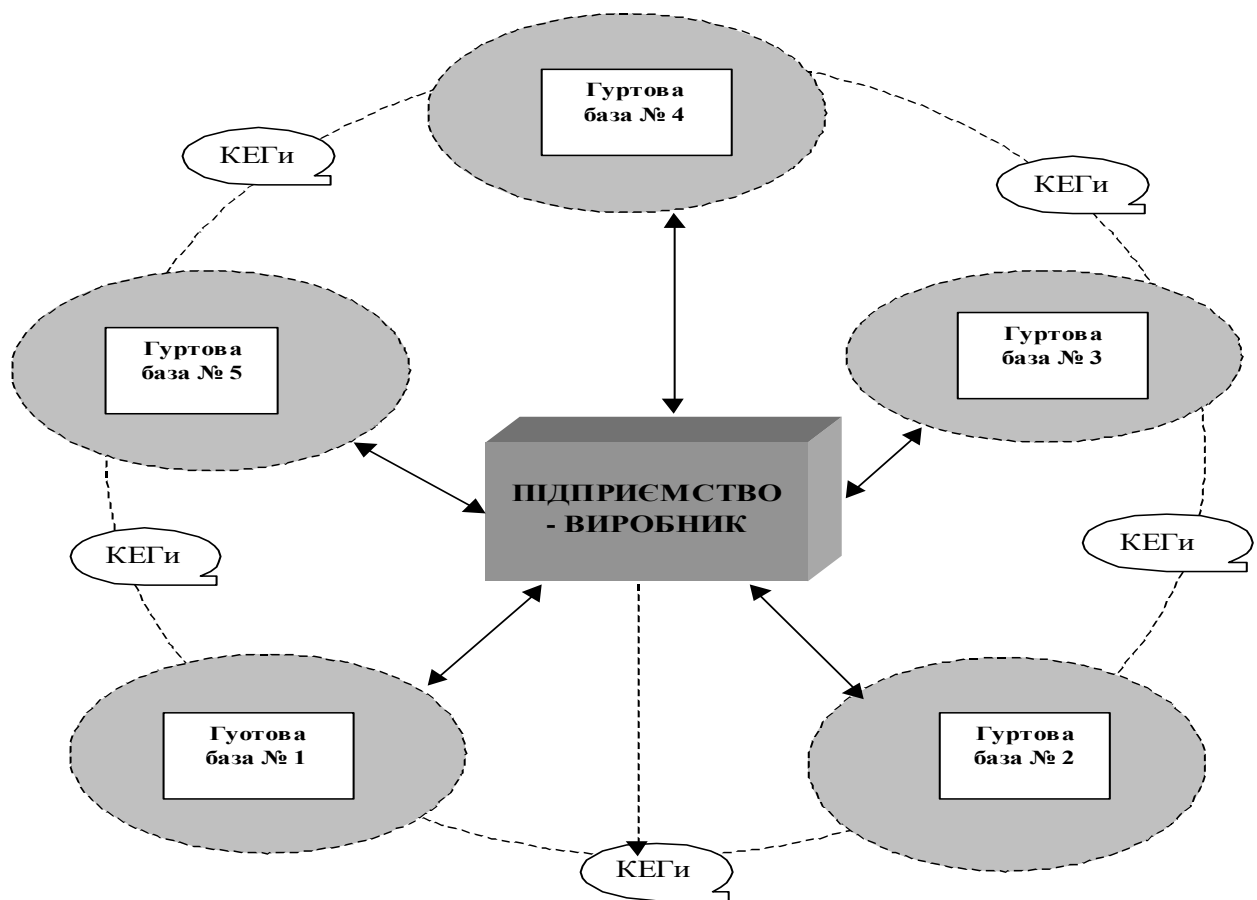 Гуртова
база № 4
КЕГи
КЕГи
Гуртова
база № 5
Гуртова
база № 3
ПІДПРИЄМСТВО
- ВИРОБНИК
КЕГи
КЕГи
Гуотова
база № 1
Гуртова
база № 2
КЕГи